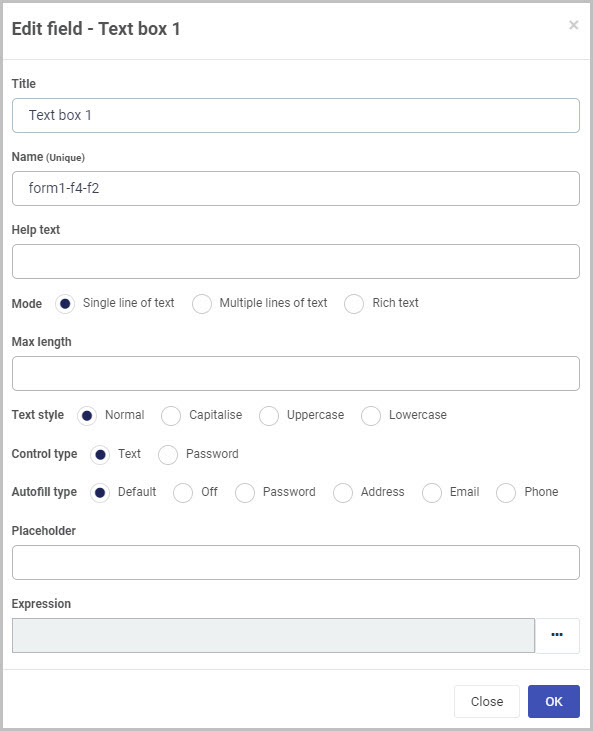 Edit field - Text box 1 ×
Title
Text box 1
Name (Unique)
form1-f4-f2
Help text
Mode Single line of text Multiple lines of text Rich text
Max length
Text style Normal Capitalise Uppercase Lowercase
Control type Text Password
Autofill type Default Off Password Address Email Phone
Placeholder
Expression
...
Close OK